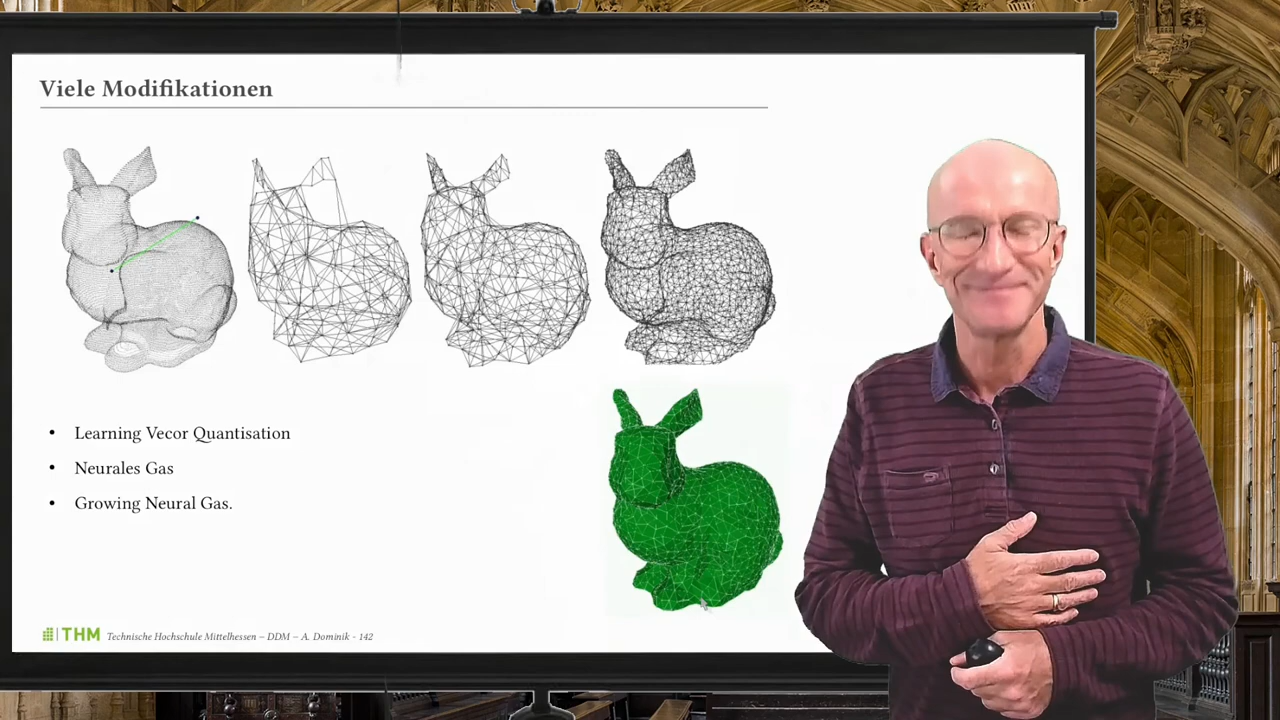 Viele Modifikationen
• Learning Vecor Quantisation
• Neurales Gas
• Growing Neural Gas.
THM Technische Hochschule Mittelhessen – DDM – A. Dominik - 142